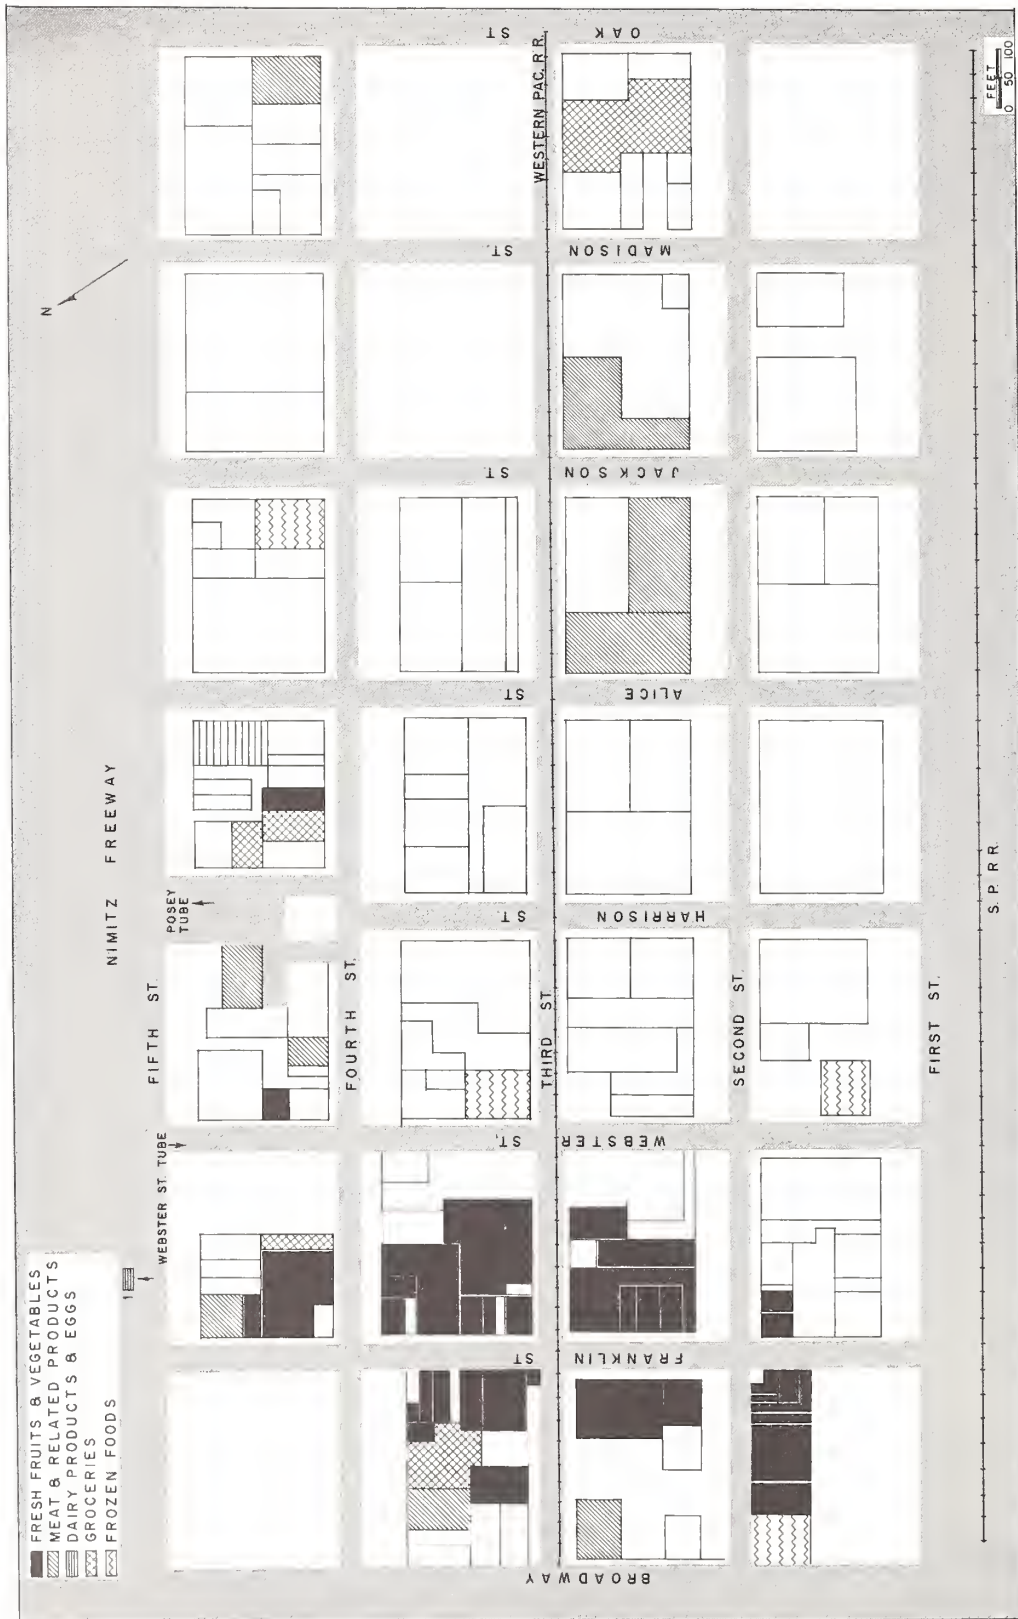 OAK ST
WESTERN PAC. R.R.
FEET
0 50 100
MADISON ST.
N
JACKSON ST.
ALICE ST
NIMITZ FREEWAY
POSEY TUBE
HARRISON ST.
FIFTH ST.
FOURTH ST.
THIRD ST.
SECOND ST.
FIRST ST.
S. P. R R.
WEBSTER ST. TUBE
WEBSTER ST.
FRANKLIN ST
BROADWAY
FRESH FRUITS & VEGETABLES
MEAT & RELATED PRODUCTS
DAIRY PRODUCTS & EGGS
GROCERIES
FROZEN FOODS